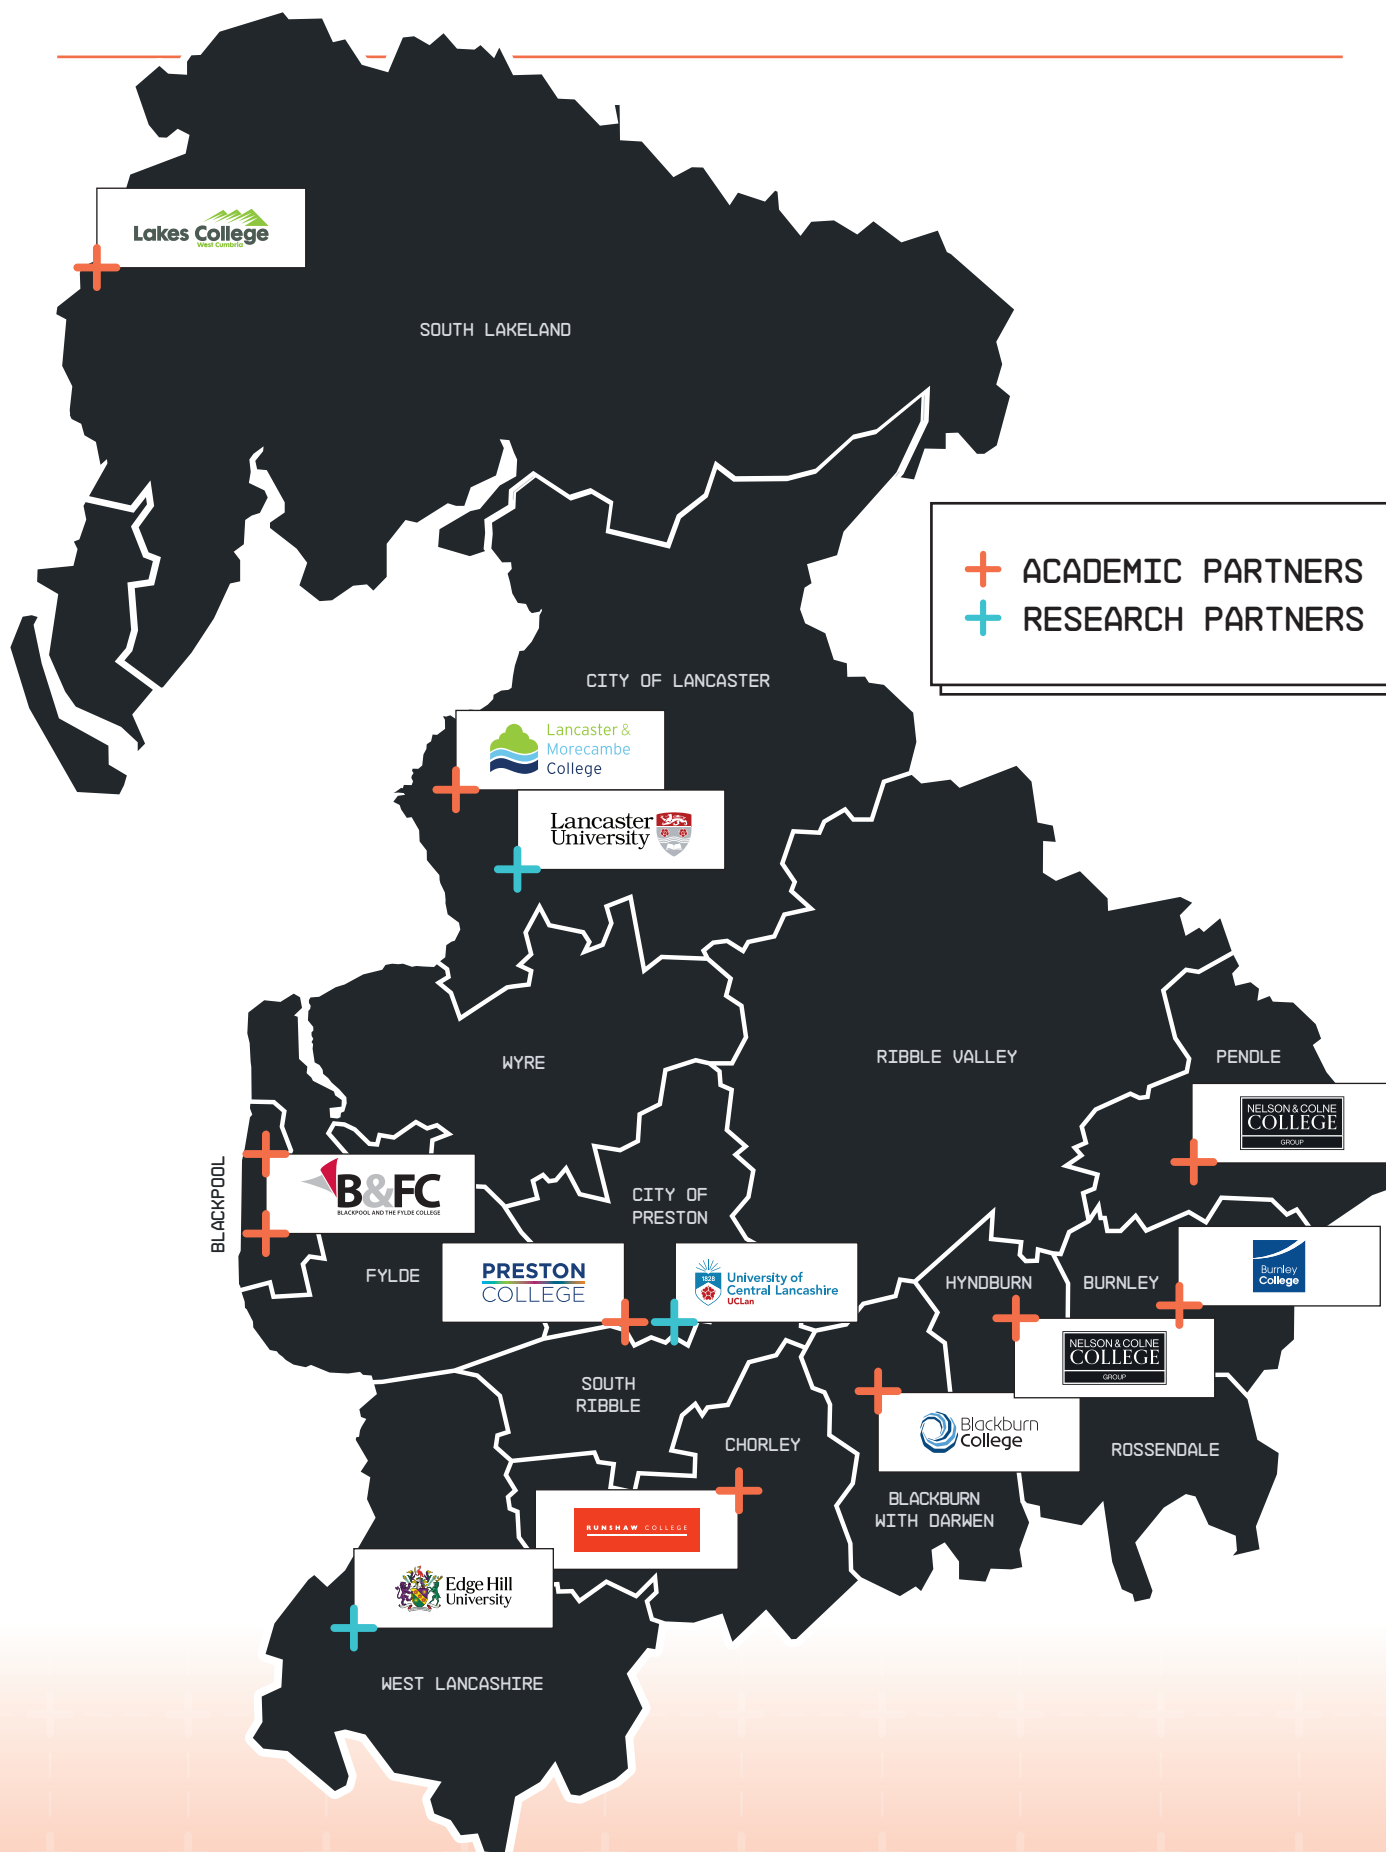 Lakes College
West Cumbria
SOUTH LAKELAND
ACADEMIC PARTNERS
RESEARCH PARTNERS
CITY OF LANCASTER
Lancaster &
Morecambe
College
Lancaster
University
WYRE
RIBBLE VALLEY
PENDLE
NELSON & COLNE
COLLEGE
GROUP
BLACKPOOL
B&FC
BLACKPOOL AND THE FYLDE COLLEGE
CITY OF
PRESTON
FYLDE
PRESTON
COLLEGE
1828
University of
Central Lancashire
UCLan
HYNDBURN
BURNLEY
Burnley
College
NELSON & COLNE
COLLEGE
GROUP
SOUTH
RIBBLE
CHORLEY
Blackburn
College
ROSSENDALE
BLACKBURN
WITH DARWEN
RUNSHAW COLLEGE
Edge Hill
University
WEST LANCASHIRE